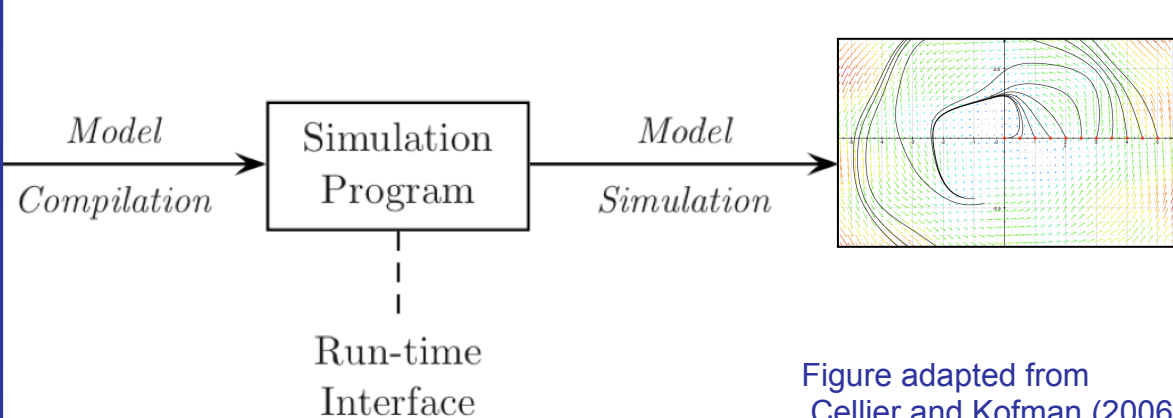 Model
Compilation
Simulation
Program
Model
Simulation
Run-time
Interface
Figure adapted from
Cellier and Kofman (2006